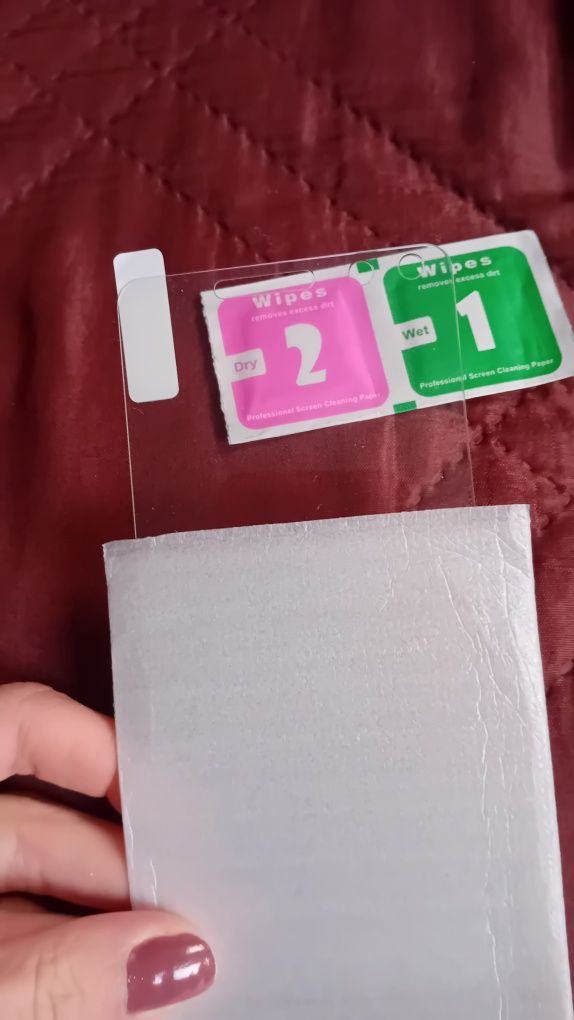 Wipes
removes excess dirt
Dry
2
Professional Screen Cleaning Paper
Wipes
removes excess dirt
Wet
1
Professional Screen Cleaning Paper